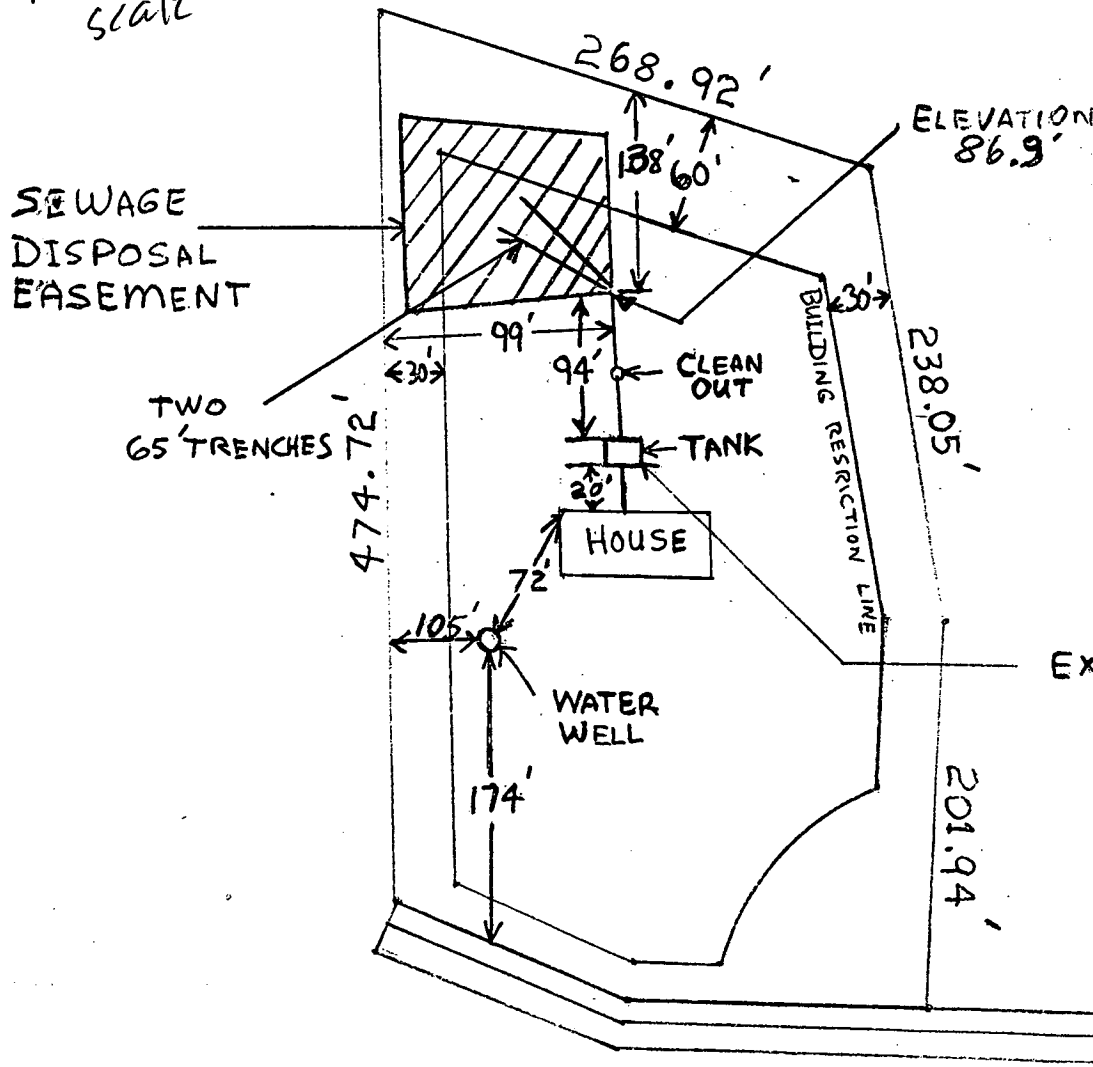 scale
268.92'
ELEVATION
86.9'
138'
60'
SEWAGE
DISPOSAL
EASEMENT
30'
99'
BUILDING RESRICTION LINE
94'
CLEAN
OUT
30'
238.05'
TWO
65' TRENCHES
474.72'
TANK
20'
HOUSE
72'
105'
EX
WATER
WELL
174'
201.94'